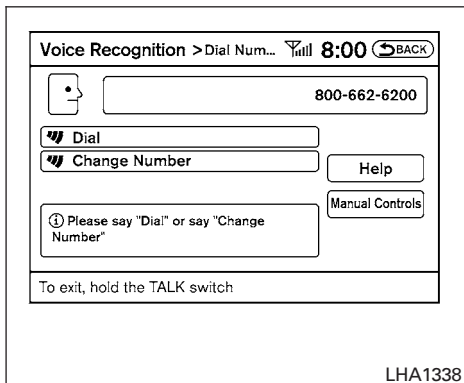 Voice Recognition > Dial Num... 8:00 BACK
800-662-6200
Dial
Change Number
Help
Manual Controls
Please say "Dial" or say "Change
Number"
To exit, hold the TALK switch
LHA1338